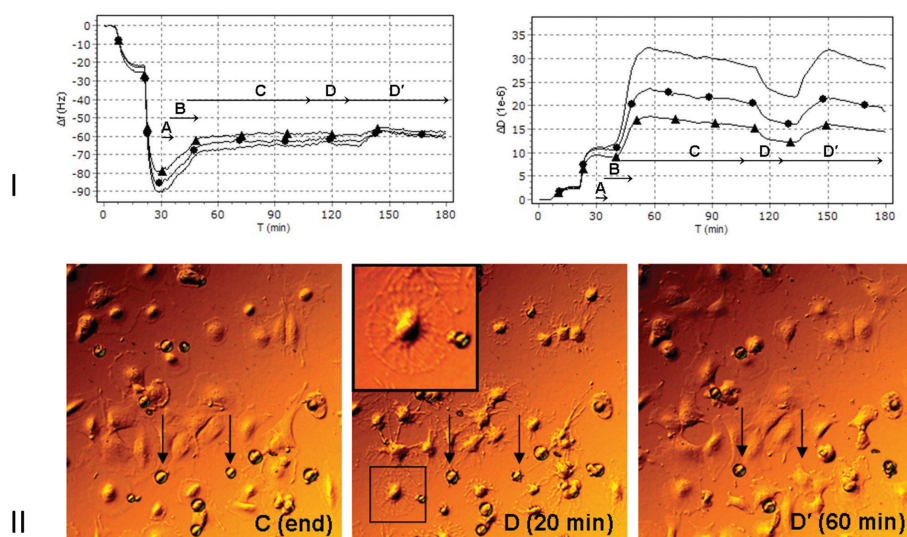 I
Δf (Hz)
0
-10
-20
-30
-40
-50
-60
-70
-80
-90
A
B
C
D
D'
0 30 60 90 120 150 180
T (min)
ΔD (1e-6)
35
30
25
20
15
10
5
0
A
B
C
D
D'
0 30 60 90 120 150 180
T (min)
II
C (end)
D (20 min)
D' (60 min)